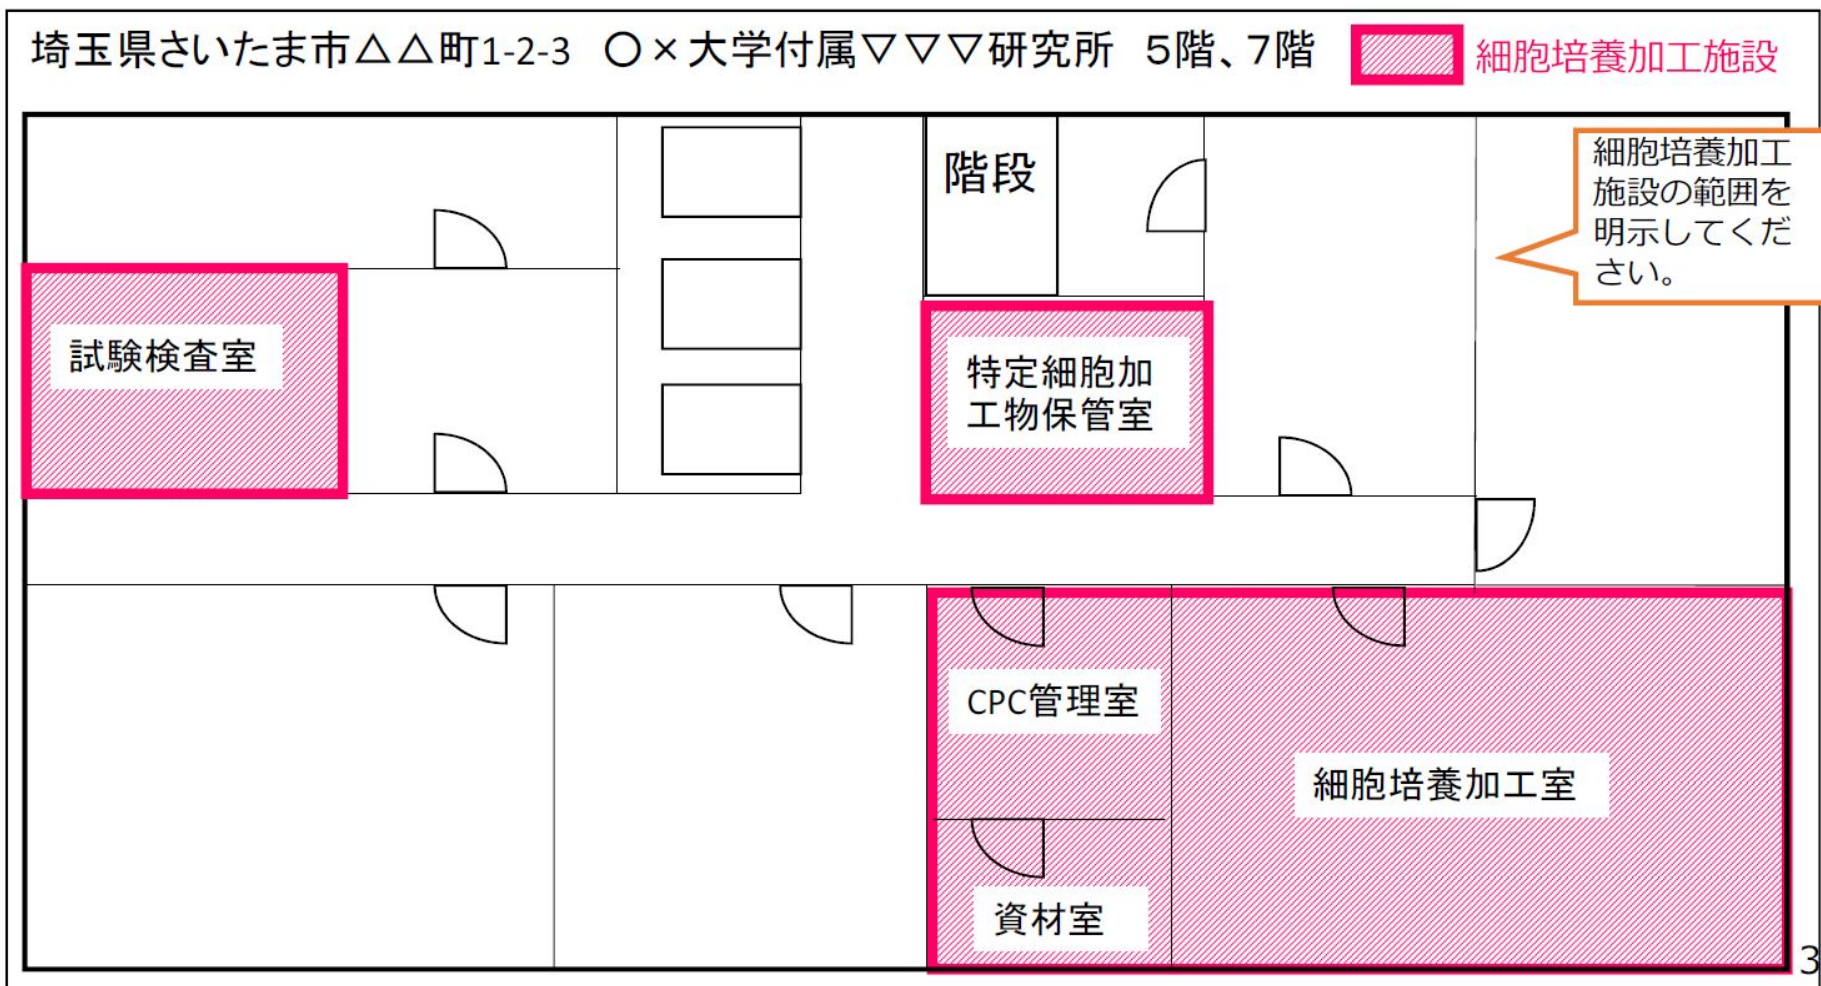 埼玉県さいたま市△△町1-2-3　〇×大学付属▽▽▽研究所　5階、7階
細胞培養加工施設
細胞培養加工
施設の範囲を
明示してくだ
さい。
階段
試験検査室
特定細胞加
工物保管室
CPC管理室
細胞培養加工室
資材室
3